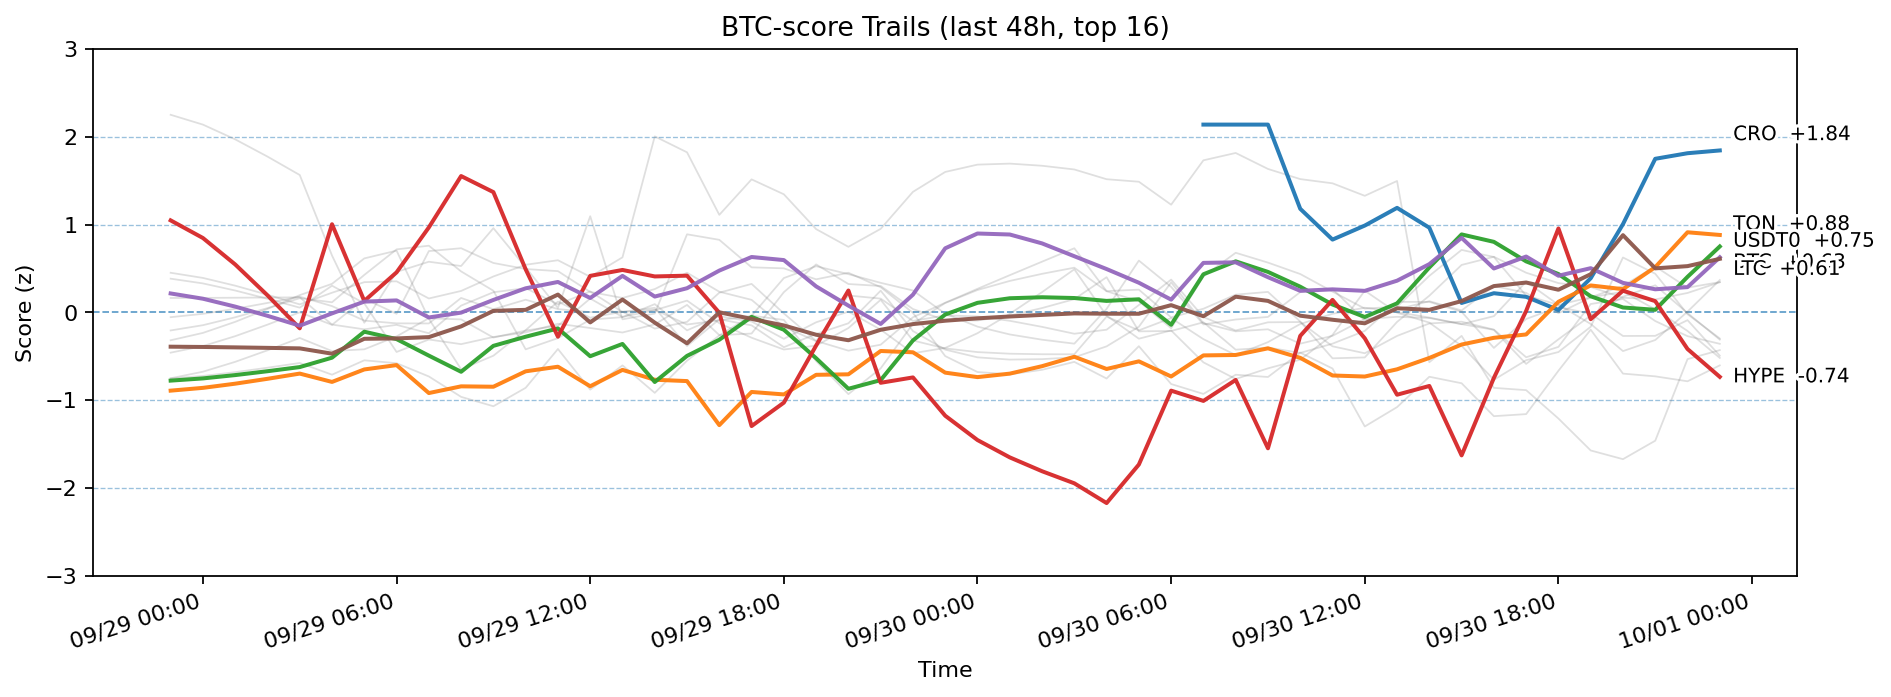 BTC-score Trails (last 48h, top 16)
Score (z)
3
2
1
0
−1
−2
−3
CRO +1.84
TON +0.88
USDT0 +0.75
LTC +0.61
HYPE -0.74
09/29 00:00
09/29 06:00
09/29 12:00
09/29 18:00
09/30 00:00
09/30 06:00
09/30 12:00
09/30 18:00
10/01 00:00
Time